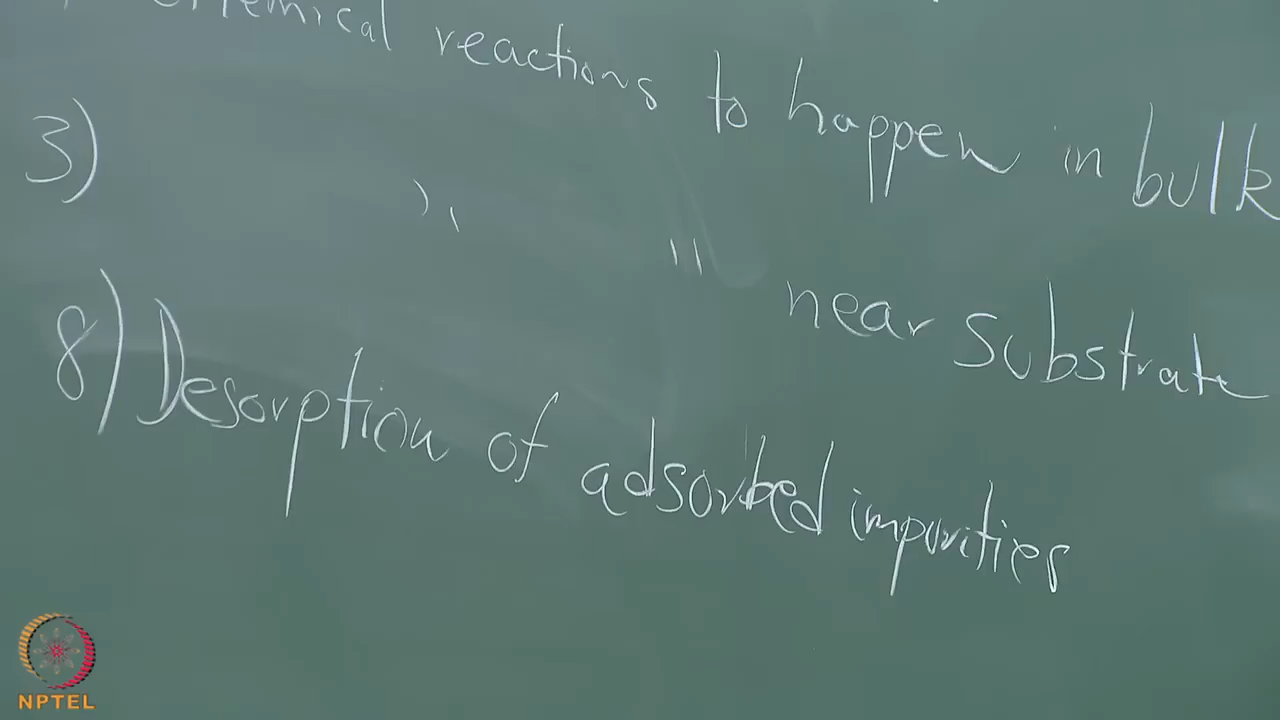 chemical reactions to happen in bulk
3) " " near substrate
8) Desorption of adsorbed impurities
NPTEL